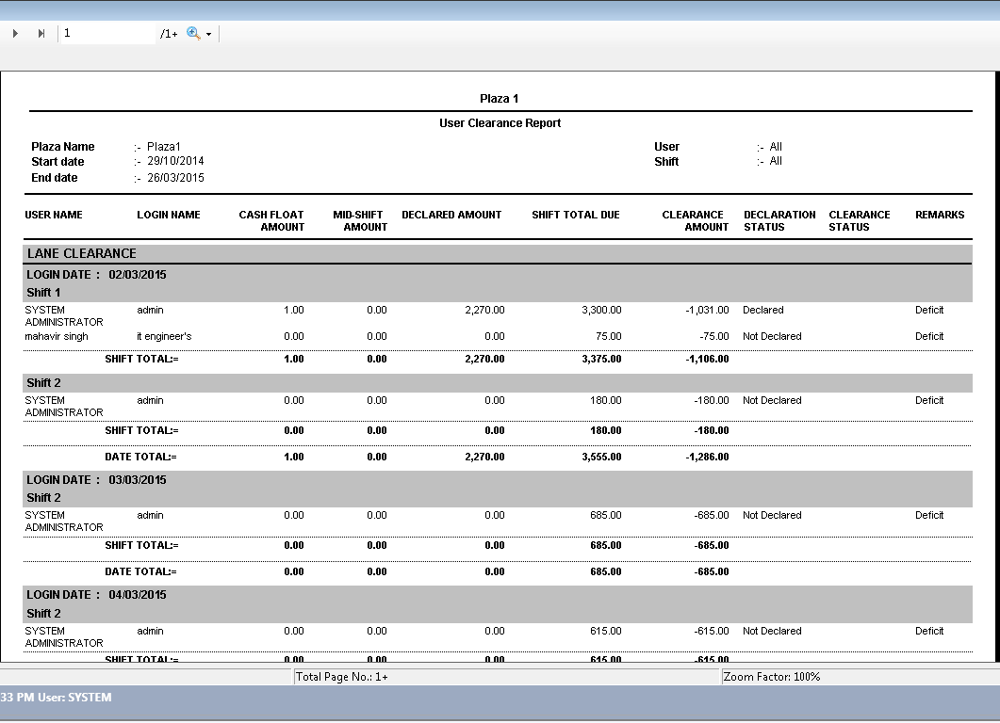 1 /1+
Plaza 1
User Clearance Report
Plaza Name :- Plaza1 User :- All
Start date :- 29/10/2014 Shift :- All
End date :- 26/03/2015
USER NAME LOGIN NAME CASH FLOAT AMOUNT MID-SHIFT AMOUNT DECLARED AMOUNT SHIFT TOTAL DUE CLEARANCE AMOUNT DECLARATION STATUS CLEARANCE STATUS REMARKS
LANE CLEARANCE
LOGIN DATE : 02/03/2015
Shift 1
SYSTEM ADMINISTRATOR admin 1.00 0.00 2,270.00 3,300.00 -1,031.00 Declared Deficit
mahavir singh it engineer's 0.00 0.00 0.00 75.00 -75.00 Not Declared Deficit
SHIFT TOTAL:= 1.00 0.00 2,270.00 3,375.00 -1,106.00
Shift 2
SYSTEM ADMINISTRATOR admin 0.00 0.00 0.00 180.00 -180.00 Not Declared Deficit
SHIFT TOTAL:= 0.00 0.00 0.00 180.00 -180.00
DATE TOTAL:= 1.00 0.00 2,270.00 3,555.00 -1,286.00
LOGIN DATE : 03/03/2015
Shift 2
SYSTEM ADMINISTRATOR admin 0.00 0.00 0.00 685.00 -685.00 Not Declared Deficit
SHIFT TOTAL:= 0.00 0.00 0.00 685.00 -685.00
DATE TOTAL:= 0.00 0.00 0.00 685.00 -685.00
LOGIN DATE : 04/03/2015
Shift 2
SYSTEM ADMINISTRATOR admin 0.00 0.00 0.00 615.00 -615.00 Not Declared Deficit
SHIFT TOTAL:= 0.00 0.00 0.00 615.00 -615.00
Total Page No.: 1+ Zoom Factor: 100%
33 PM User: SYSTEM